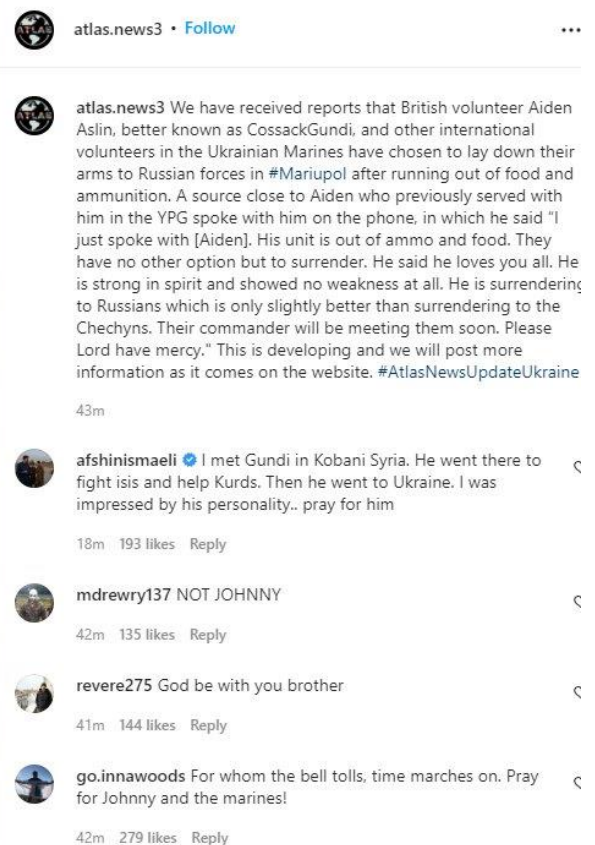 ATLAS
atlas.news3 • Follow
ATLAS
atlas.news3 We have received reports that British volunteer Aiden
Aslin, better known as CossackGundi, and other international
volunteers in the Ukrainian Marines have chosen to lay down their
arms to Russian forces in #Mariupol after running out of food and
ammunition. A source close to Aiden who previously served with
him in the YPG spoke with him on the phone, in which he said "I
just spoke with [Aiden]. His unit is out of ammo and food. They
have no other option but to surrender. He said he loves you all. He
is strong in spirit and showed no weakness at all. He is surrendering
to Russians which is only slightly better than surrendering to the
Chechyns. Their commander will be meeting them soon. Please
Lord have mercy." This is developing and we will post more
information as it comes on the website. #AtlasNewsUpdateUkraine
43m
afshinismaeli I met Gundi in Kobani Syria. He went there to
fight isis and help Kurds. Then he went to Ukraine. I was
impressed by his personality.. pray for him
18m 193 likes Reply
mdrewry137 NOT JOHNNY
42m 135 likes Reply
revere275 God be with you brother
41m 144 likes Reply
go.innawoods For whom the bell tolls, time marches on. Pray
for Johnny and the marines!
42m 279 likes Reply